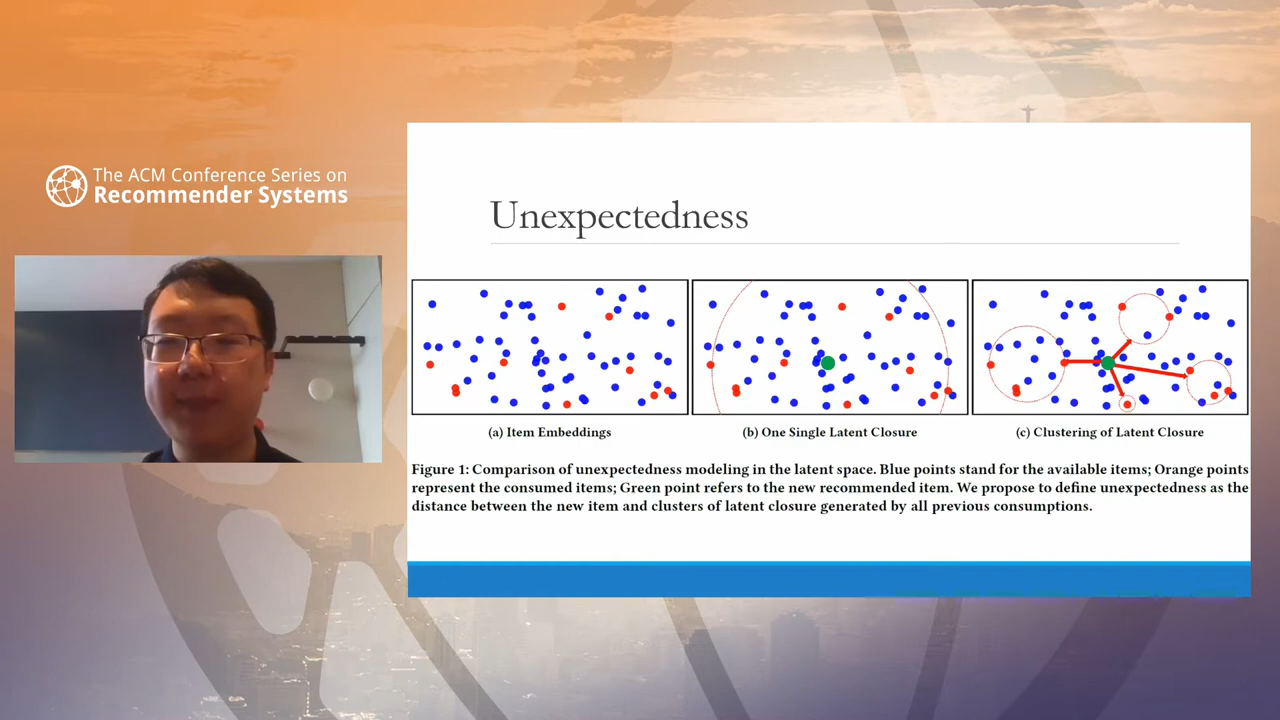 The ACM Conference Series on
Recommender Systems
Unexpectedness
(a) Item Embeddings
(b) One Single Latent Closure
(c) Clustering of Latent Closure
Figure 1: Comparison of unexpectedness modeling in the latent space. Blue points stand for the available items; Orange points
represent the consumed items; Green point refers to the new recommended item. We propose to define unexpectedness as the
distance between the new item and clusters of latent closure generated by all previous consumptions.